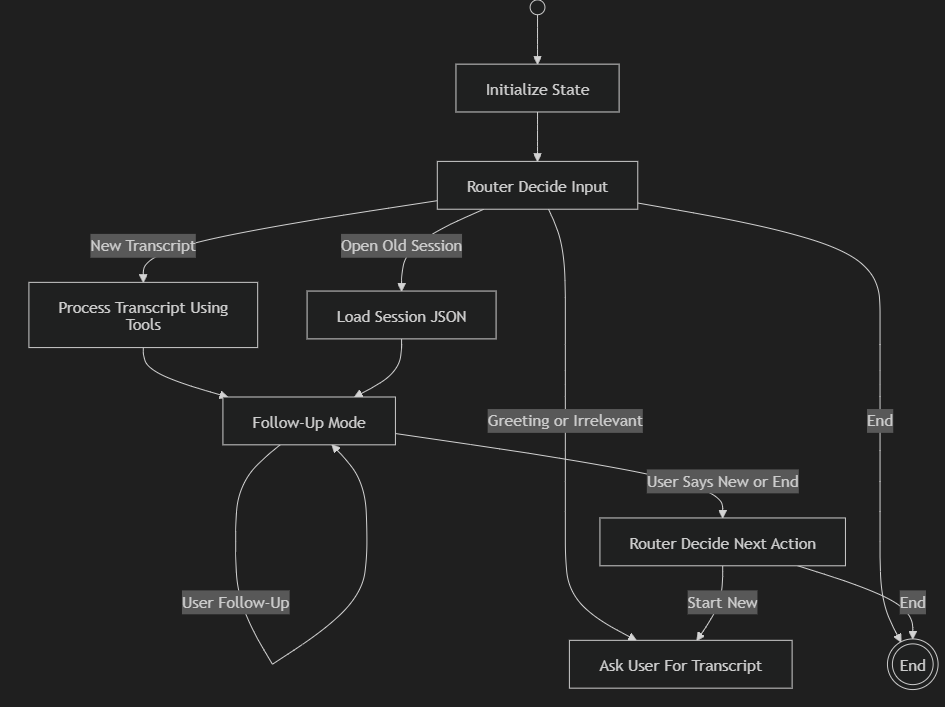 Initialize State
Router Decide Input
New Transcript
Open Old Session
Process Transcript Using
Tools
Load Session JSON
Follow-Up Mode
Greeting or Irrelevant
End
User Says New or End
Router Decide Next Action
User Follow-Up
Start New
End
Ask User For Transcript
End